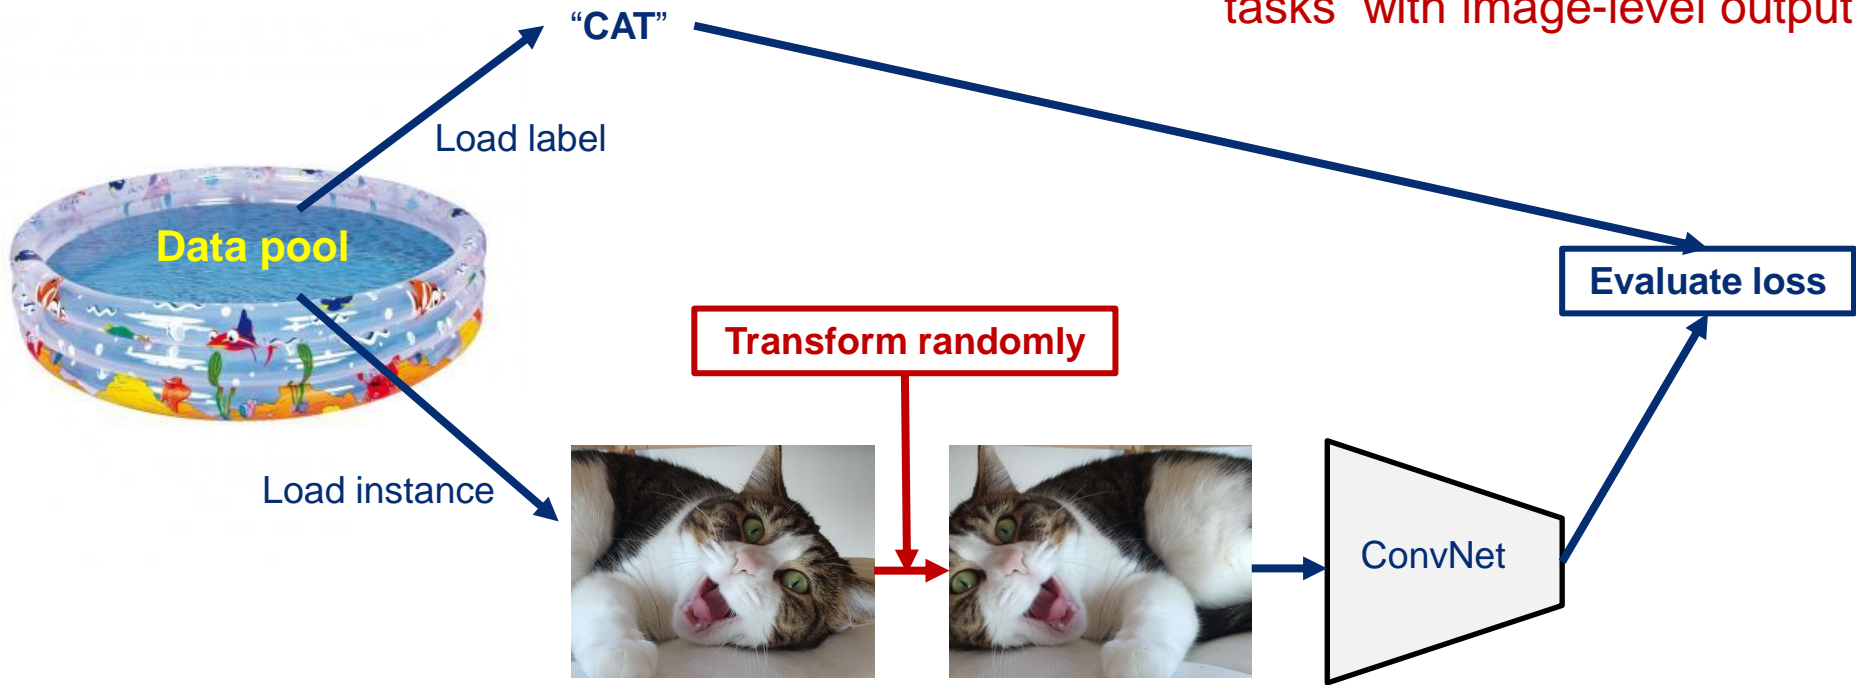 tasks with image-level output
“CAT”
Load label
Data pool
Evaluate loss
Transform randomly
Load instance
ConvNet